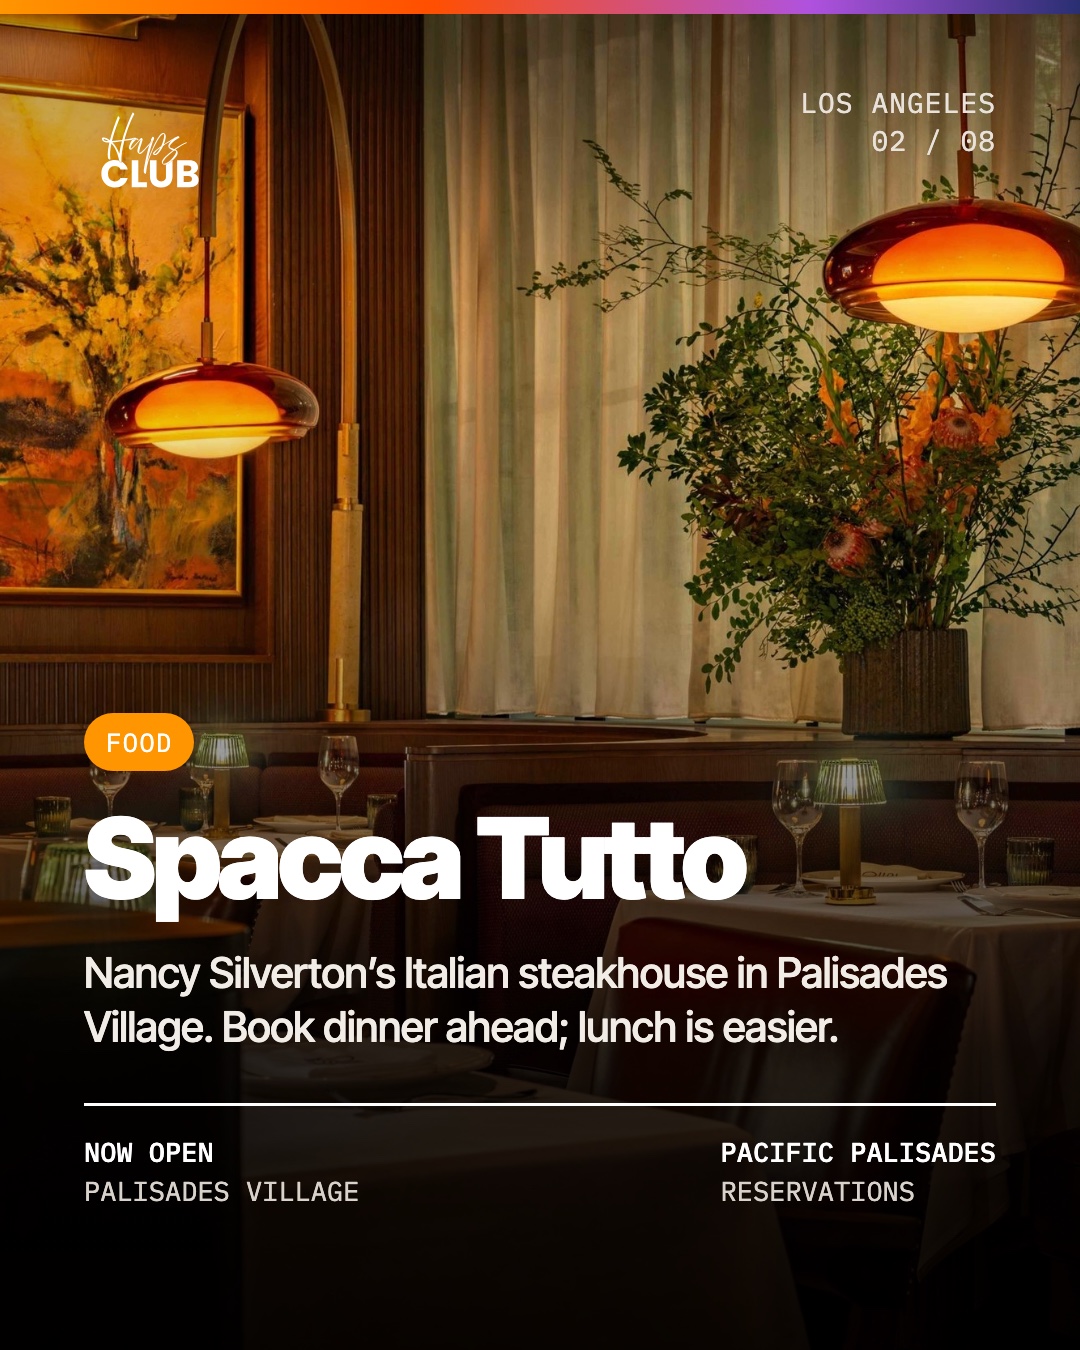 Haps
CLUB
LOS ANGELES
02 / 08
FOOD
Spacca Tutto
Nancy Silverton’s Italian steakhouse in Palisades
Village. Book dinner ahead; lunch is easier.
NOW OPEN
PALISADES VILLAGE
PACIFIC PALISADES
RESERVATIONS